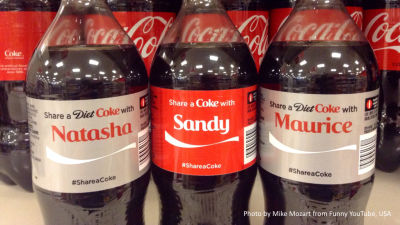 Coca-Cola
Coke
Share a Diet Coke with
Natasha
#ShareaCoke
Share a Coke with
Sandy
#ShareaCoke
Share a Diet Coke with
Maurice
#ShareaCoke
Photo by Mike Mozart from Funny YouTube, USA